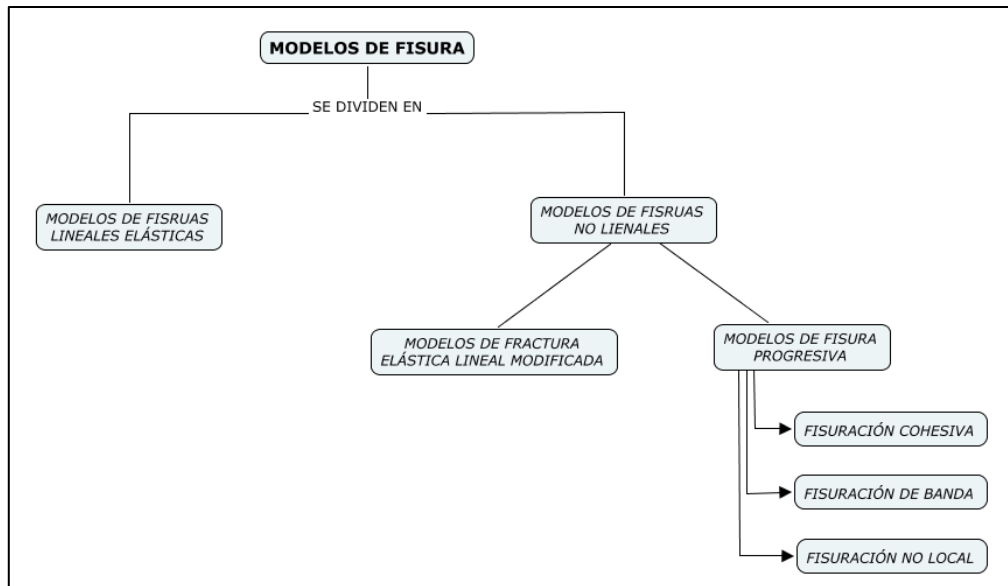 MODELOS DE FISURA
SE DIVIDEN EN
MODELOS DE FISRUAS
LINEALES ELÁSTICAS
MODELOS DE FISRUAS
NO LIENALES
MODELOS DE FRACTURA
ELÁSTICA LINEAL MODIFICADA
MODELOS DE FISURA
PROGRESIVA
FISURACIÓN COHESIVA
FISURACIÓN DE BANDA
FISURACIÓN NO LOCAL